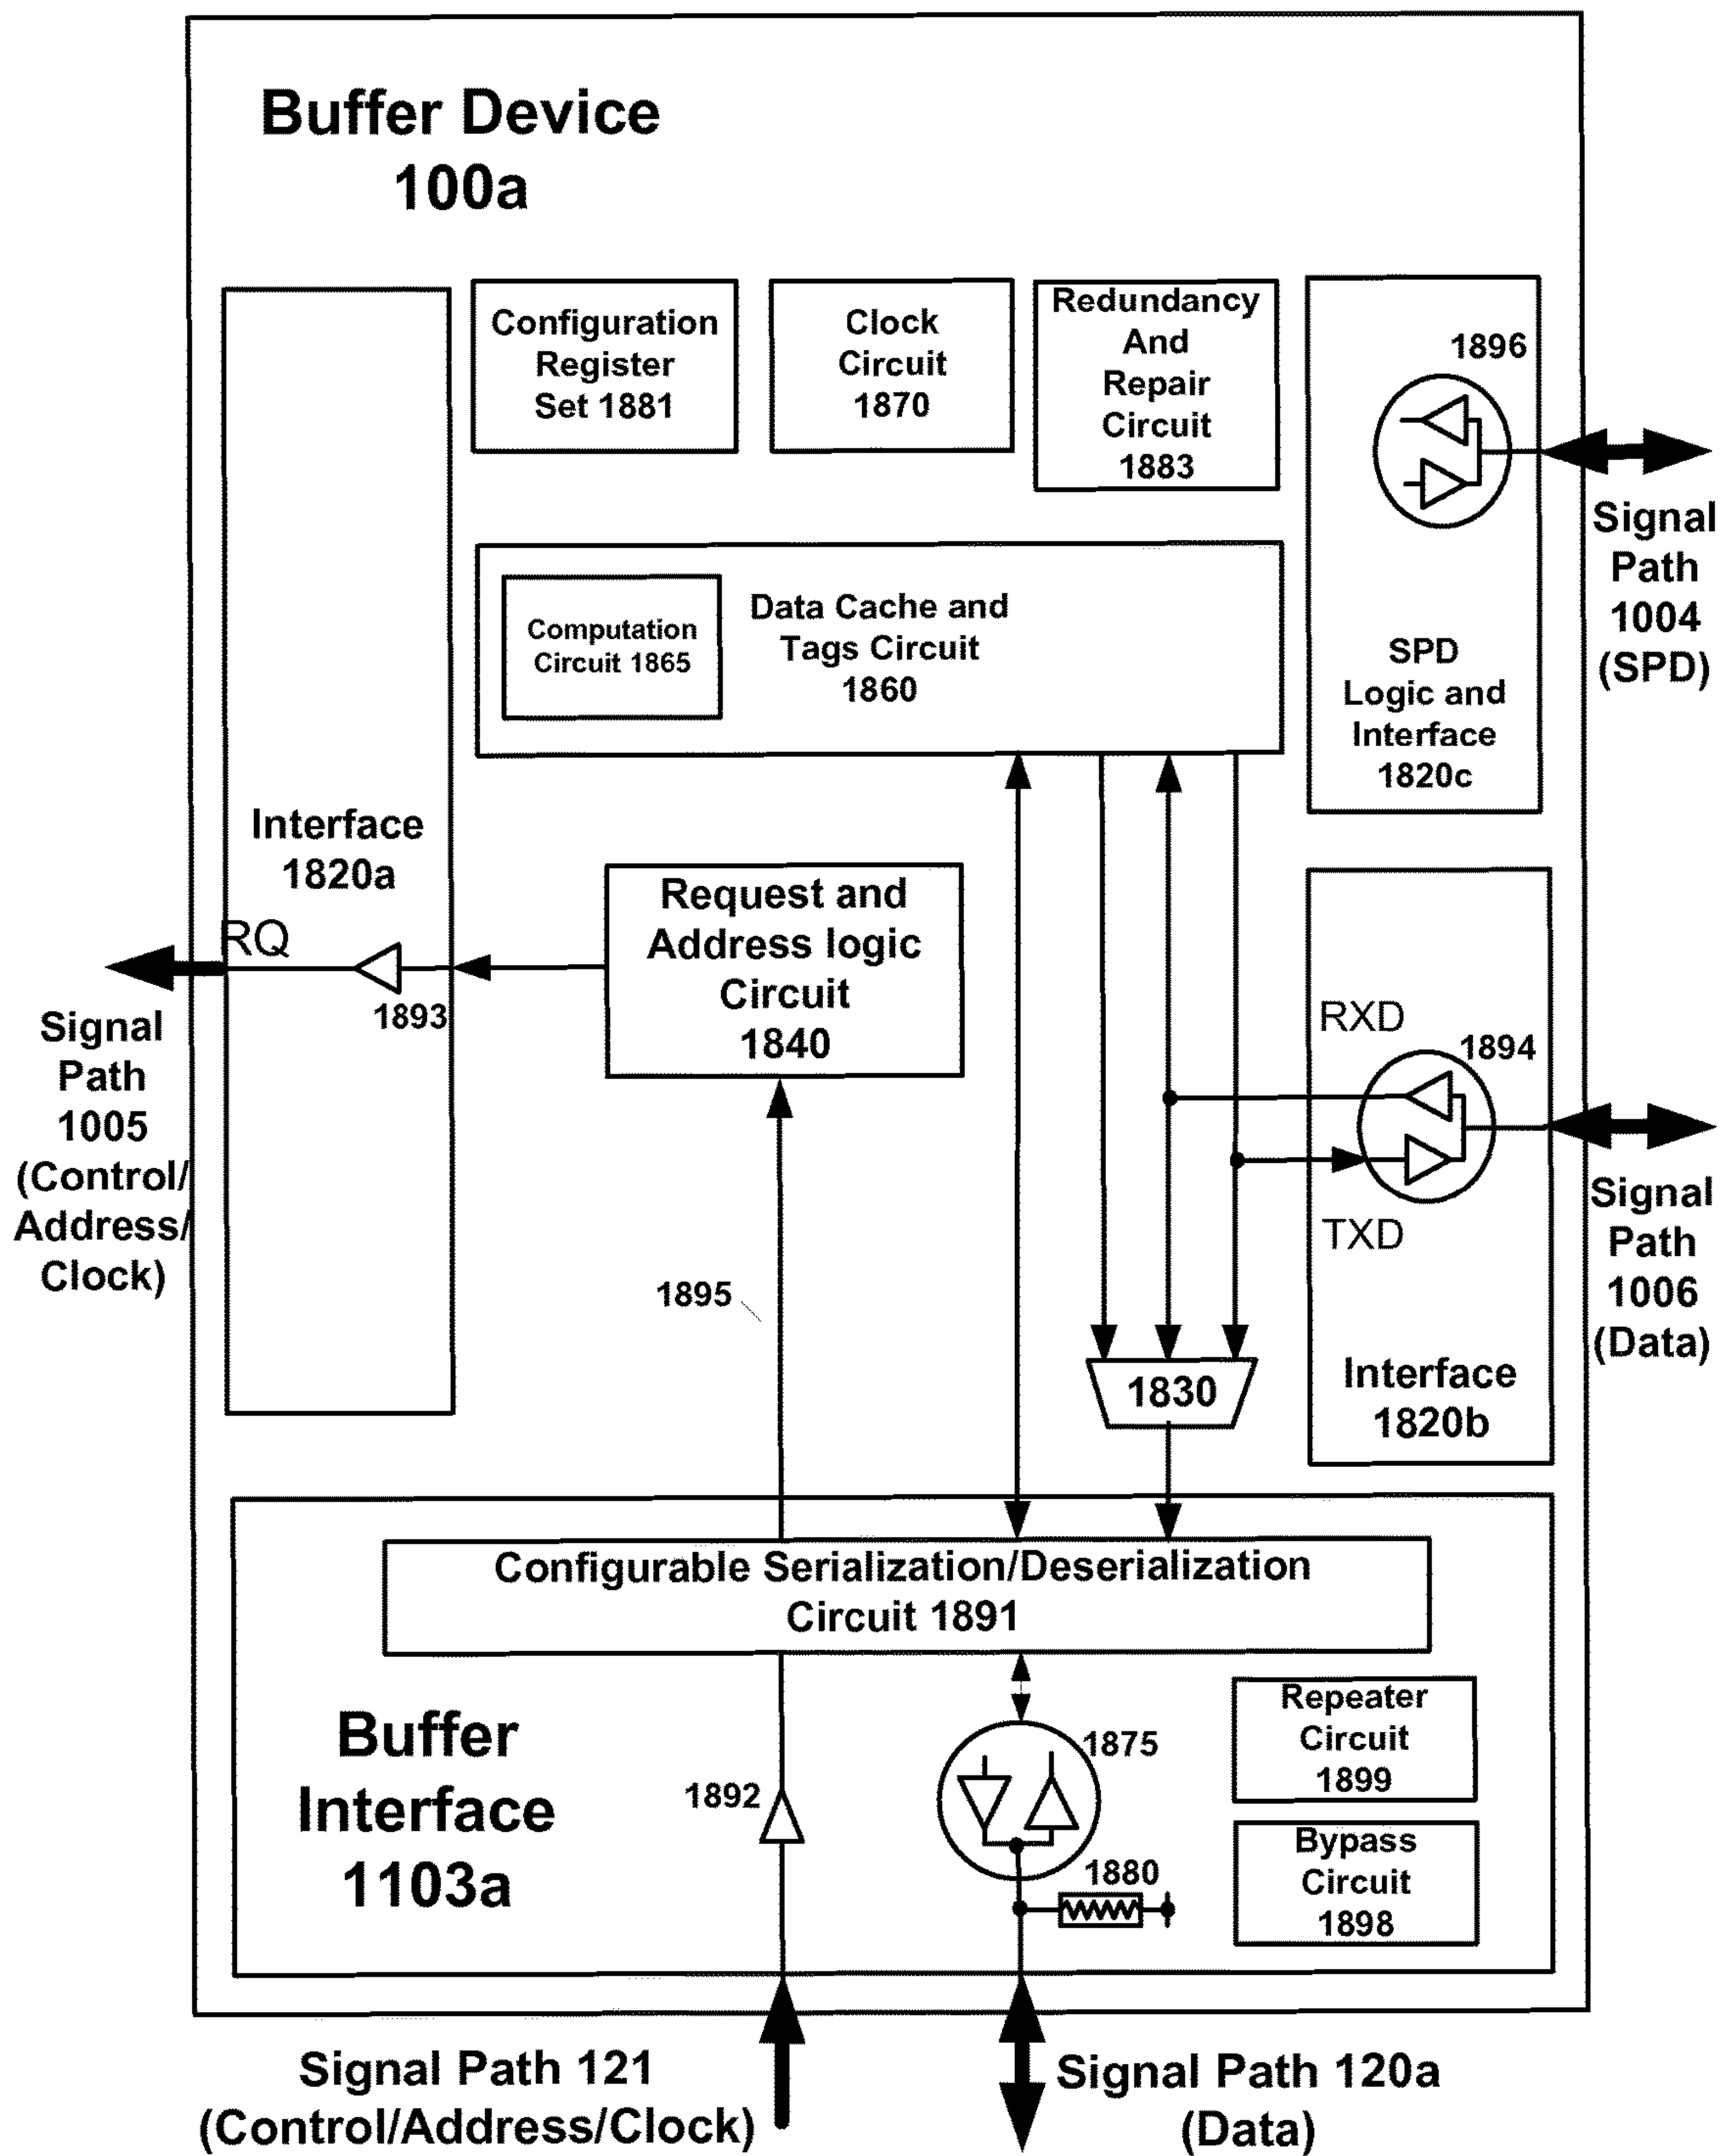 Buffer Device
100a
Configuration
Register
Set 1881
Clock
Circuit
1870
Redundancy
And
Repair
Circuit
1883
1896
SPD
Logic and
Interface
1820c
Signal
Path
1004
(SPD)
Computation
Circuit 1865
Data Cache and
Tags Circuit
1860
Interface
1820a
RQ
1893
Request and
Address logic
Circuit
1840
Signal
Path
1005
(Control/
Address/
Clock)
RXD
1894
TXD
Interface
1820b
Signal
Path
1006
(Data)
1895
1830
Configurable Serialization/Deserialization
Circuit 1891
Buffer
Interface
1103a
1892
1875
1880
Repeater
Circuit
1899
Bypass
Circuit
1898
Signal Path 121
(Control/Address/Clock)
Signal Path 120a
(Data)